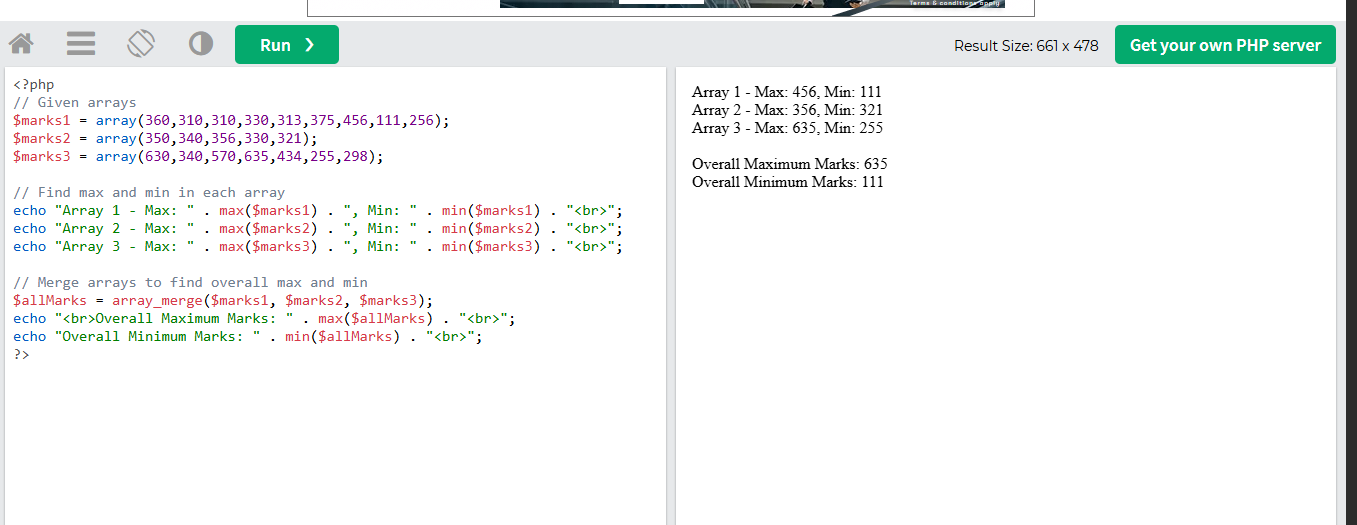 Terms & conditions apply
Run ❯
Result Size: 661 x 478
Get your own PHP server
<?php
// Given arrays
$marks1 = array(360,310,310,330,313,375,456,111,256);
$marks2 = array(350,340,356,330,321);
$marks3 = array(630,340,570,635,434,255,298);
// Find max and min in each array
echo "Array 1 - Max: " . max($marks1) . ", Min: " . min($marks1) . "<br>";
echo "Array 2 - Max: " . max($marks2) . ", Min: " . min($marks2) . "<br>";
echo "Array 3 - Max: " . max($marks3) . ", Min: " . min($marks3) . "<br>";
// Merge arrays to find overall max and min
$allMarks = array_merge($marks1, $marks2, $marks3);
echo "<br>Overall Maximum Marks: " . max($allMarks) . "<br>";
echo "Overall Minimum Marks: " . min($allMarks) . "<br>";
?>
Array 1 - Max: 456, Min: 111
Array 2 - Max: 356, Min: 321
Array 3 - Max: 635, Min: 255
Overall Maximum Marks: 635
Overall Minimum Marks: 111